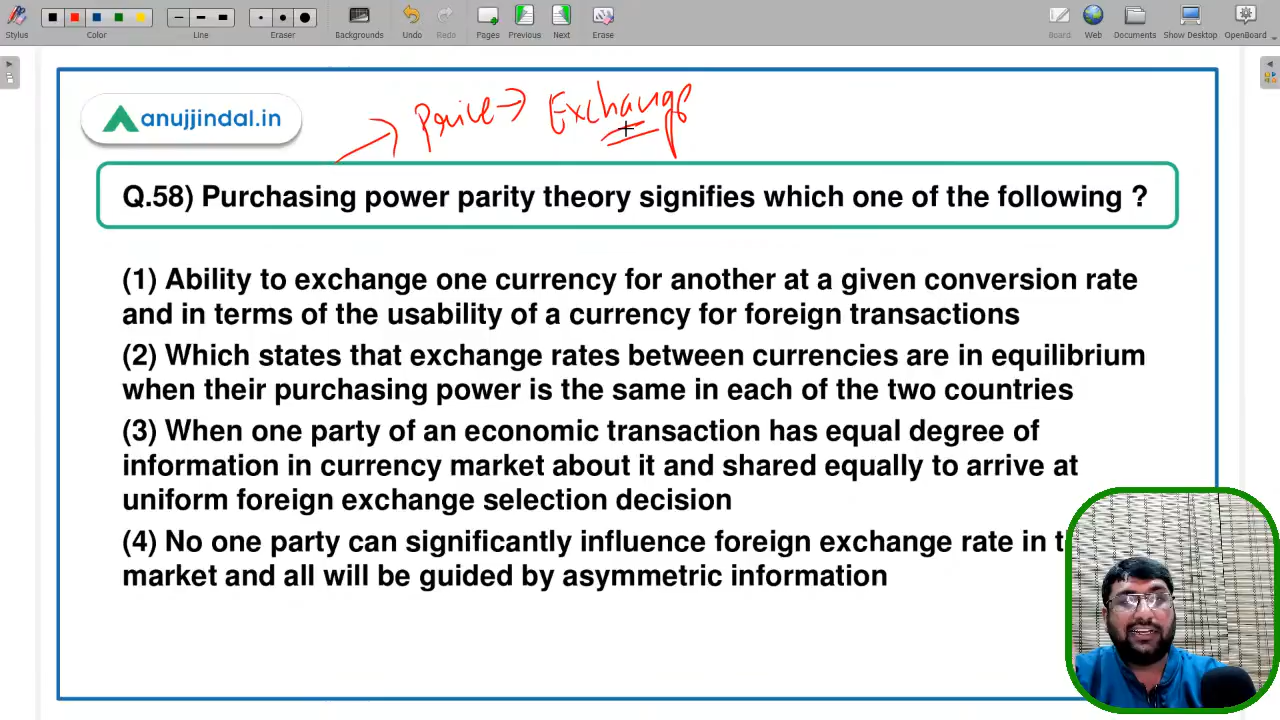 Stylus
Color
Line
Eraser
Backgrounds
Undo
Redo
Pages
Previous
Next
Erase
Board
Web
Documents
Show Desktop
OpenBoard
anujjindal.in
Price → Exchange
Q.58) Purchasing power parity theory signifies which one of the following ?
(1) Ability to exchange one currency for another at a given conversion rate
and in terms of the usability of a currency for foreign transactions
(2) Which states that exchange rates between currencies are in equilibrium
when their purchasing power is the same in each of the two countries
(3) When one party of an economic transaction has equal degree of
information in currency market about it and shared equally to arrive at
uniform foreign exchange selection decision
(4) No one party can significantly influence foreign exchange rate in
market and all will be guided by asymmetric information